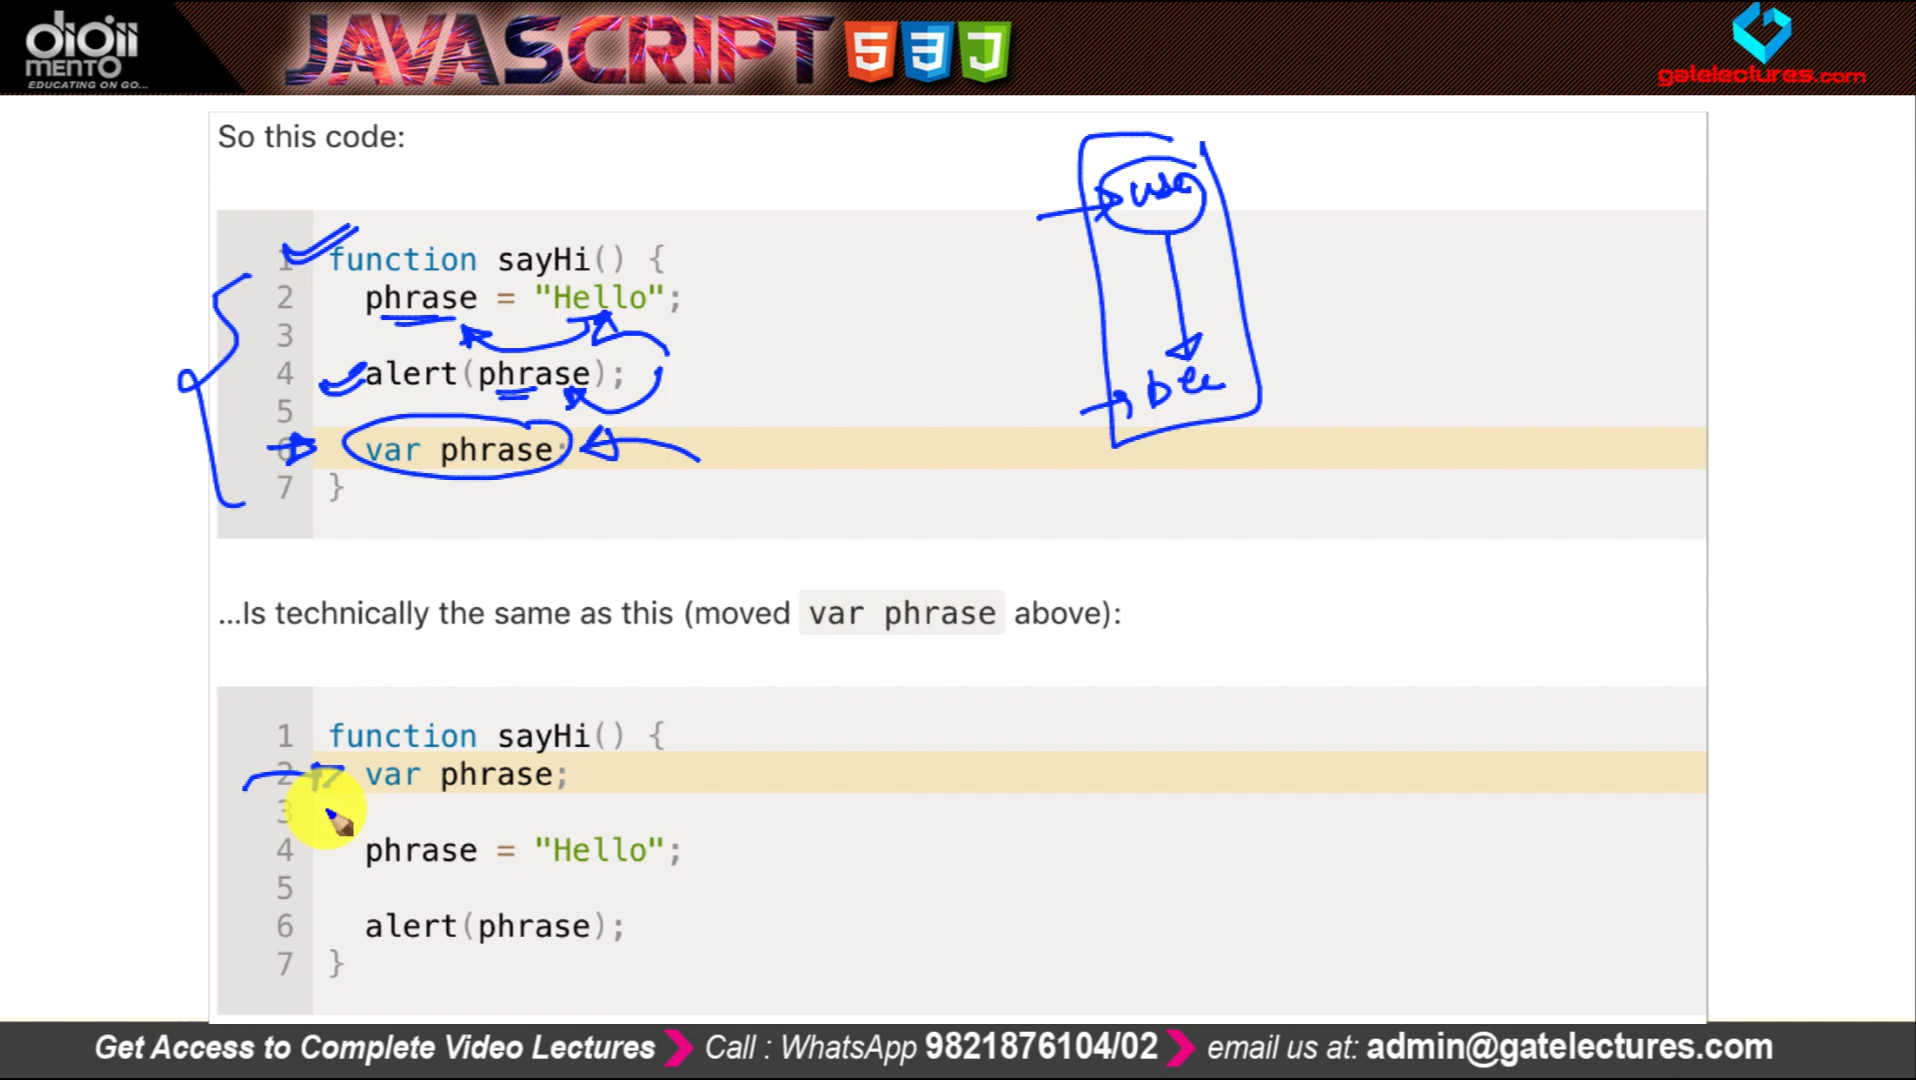 digii
MENTO
EDUCATING ON GO...
JAVASCRIPT
5 3 J
gatelectures.com
So this code:
1 function sayHi() {
2 phrase = "Hello";
3
4 alert(phrase);
5
6 var phrase;
7 }
use
Dec
...Is technically the same as this (moved var phrase above):
1 function sayHi() {
2 var phrase;
3
4 phrase = "Hello";
5
6 alert(phrase);
7 }
Get Access to Complete Video Lectures Call : WhatsApp 9821876104/02 email us at: admin@gatelectures.com